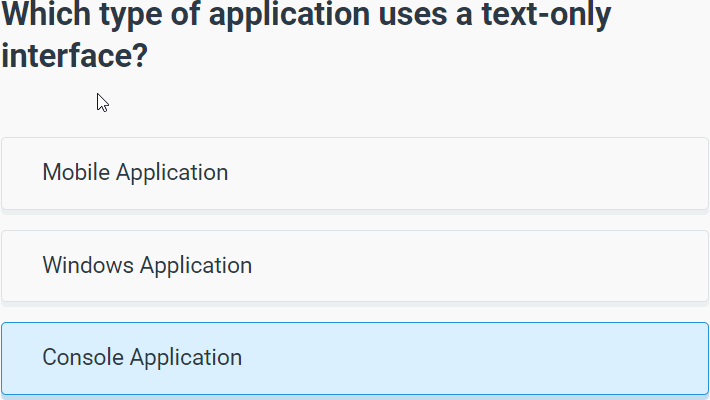 Which type of application uses a text-only
interface?
Mobile Application
Windows Application
Console Application